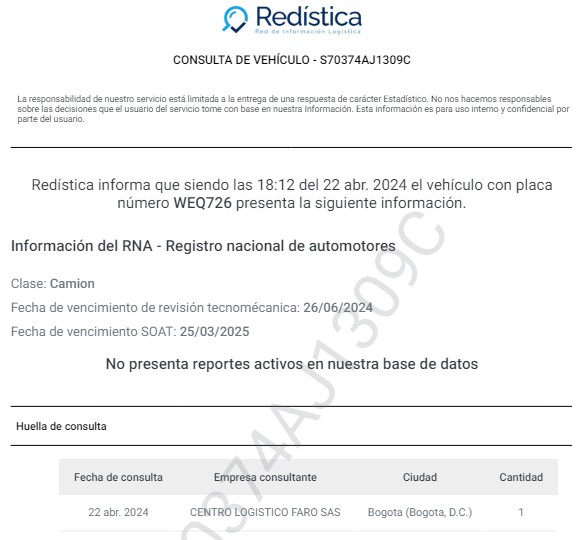 Redística
Red de Información Logística
CONSULTA DE VEHÍCULO - S70374AJ1309C
La responsabilidad de nuestro servicio está limitada a la entrega de una respuesta de carácter Estadístico. No nos hacemos responsables
sobre las decisiones que el usuario del servicio tome con base en nuestra Información. Esta información es para uso interno y confidencial por
parte del usuario.
Redística informa que siendo las 18:12 del 22 abr. 2024 el vehículo con placa
número WEQ726 presenta la siguiente información.
Información del RNA - Registro nacional de automotores
Clase: Camion
Fecha de vencimiento de revisión tecnomécanica: 26/06/2024
Fecha de vencimiento SOAT: 25/03/2025
No presenta reportes activos en nuestra base de datos
Huella de consulta
Fecha de consulta Empresa consultante Ciudad Cantidad
22 abr. 2024 CENTRO LOGISTICO FARO SAS Bogota (Bogota, D.C.) 1
0374AJ1309C